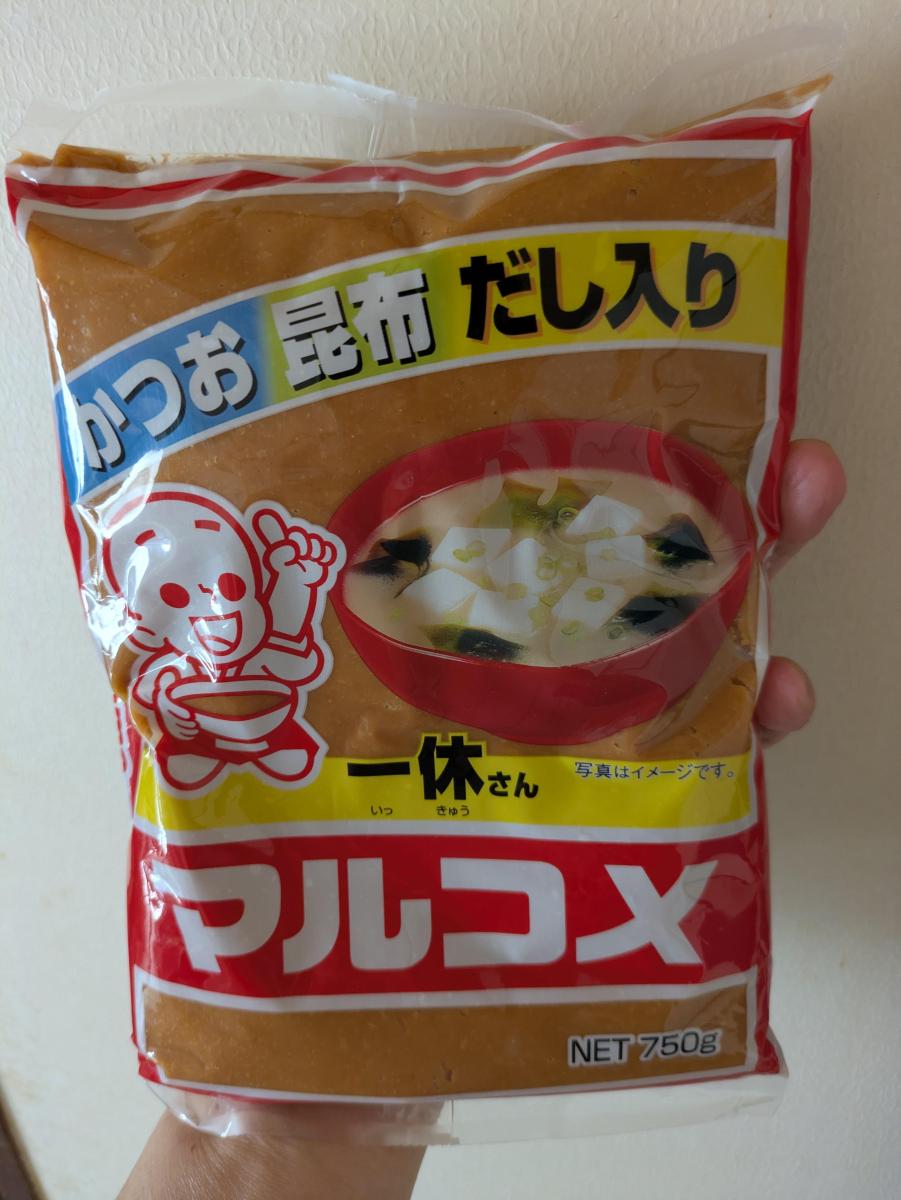 かつお 昆布 だし入り
一休さん
いっ きゅう
写真はイメージです。
マルコメ
NET 750g